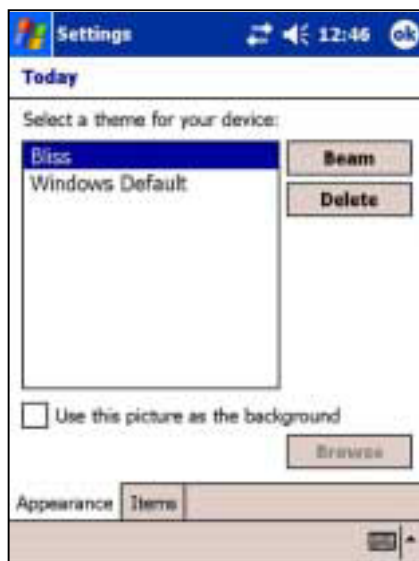 Settings 12:46 ok
Today
Select a theme for your device:
Bliss
Beam
Windows Default
Delete
Use this picture as the background
Browse
Appearance Items